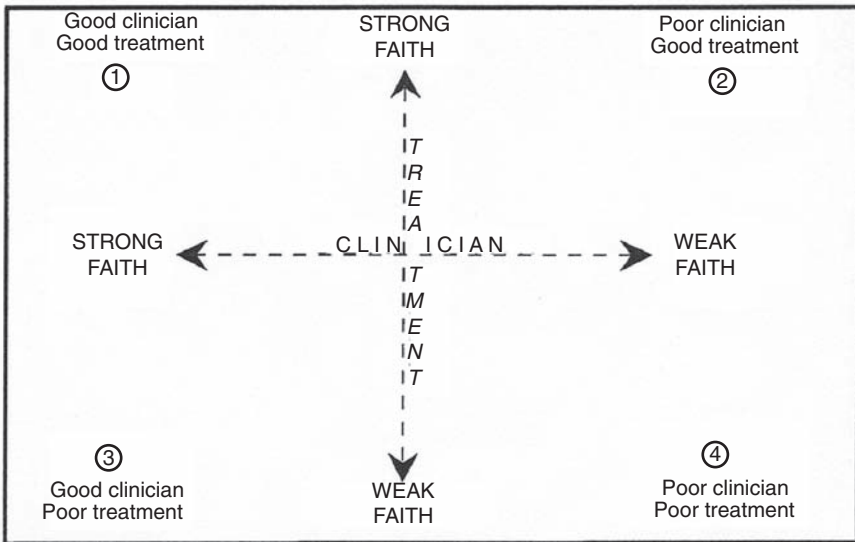 Good clinician
Good treatment
①
STRONG
FAITH
Poor clinician
Good treatment
②
TREATMENT
STRONG
FAITH
CLINICIAN
WEAK
FAITH
③
Good clinician
Poor treatment
WEAK
FAITH
④
Poor clinician
Poor treatment